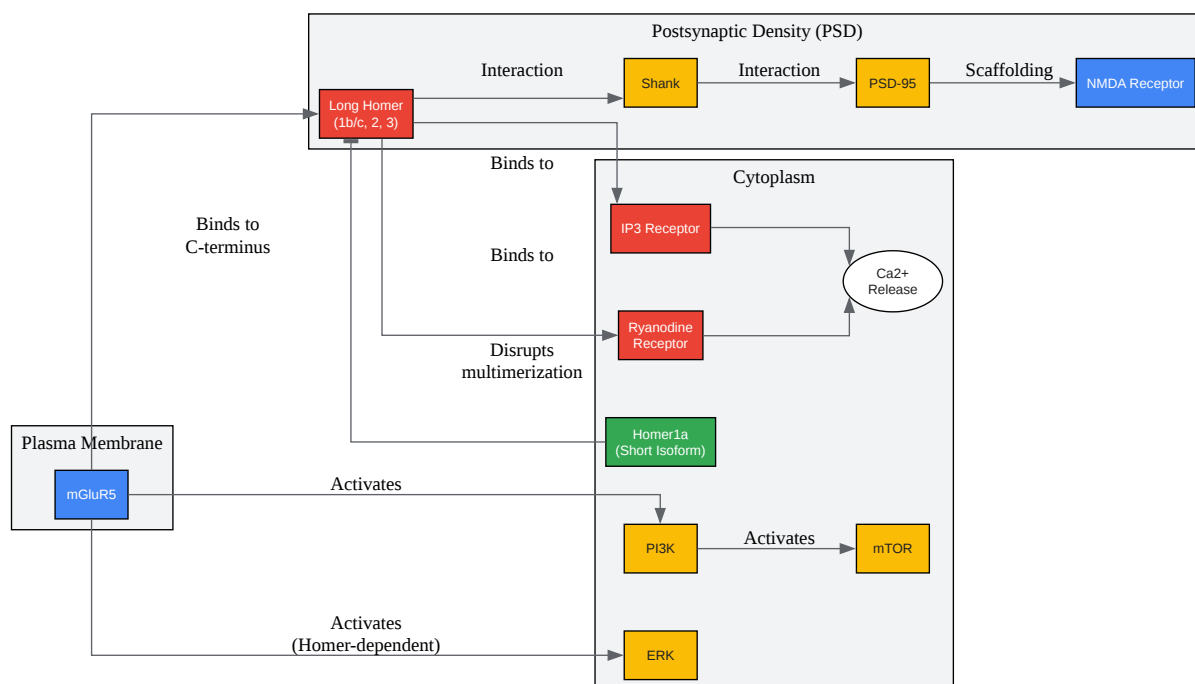 Postsynaptic Density (PSD)
Interaction
Shank
Interaction
PSD-95
Scaffolding
NMDA Receptor
Long Homer
(1b/c, 2, 3)
Binds to
Cytoplasm
Binds to
C-terminus
IP3 Receptor
Binds to
Ca2+
Release
Ryanodine
Receptor
Disrupts
multimerization
Homer1a
(Short Isoform)
Plasma Membrane
mGluR5
Activates
PI3K
Activates
mTOR
Activates
(Homer-dependent)
ERK